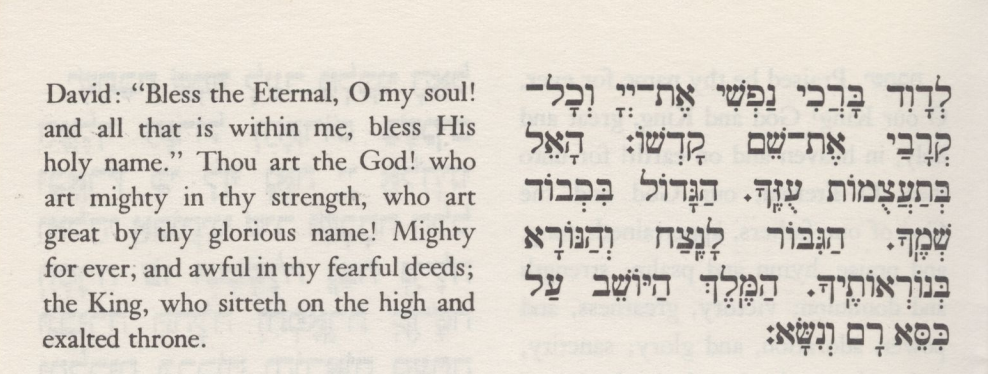 David: “Bless the Eternal, O my soul!
and all that is within me, bless His
holy name.” Thou art the God! who
art mighty in thy strength, who art
great by thy glorious name! Mighty
for ever, and awful in thy fearful deeds;
the King, who sitteth on the high and
exalted throne.
לְדָוִד בָּרֲכִי נַפְשִׁי אֶת־יְיָ וְכָל־
קְרָבַי אֶת־שֵׁם קָדְשׁוֹ: הָאֵל
בְּתַעֲצֻמוֹת עֻזֶּךָ. הַגָּדוֹל בִּכְבוֹד
שְׁמֶךָ. הַגִּבּוֹר לָנֶצַח וְהַנּוֹרָא
בְּנוֹרְאוֹתֶיךָ. הַמֶּלֶךְ הַיּוֹשֵׁב עַל
כִּסֵּא רָם וְנִשָּׂא: